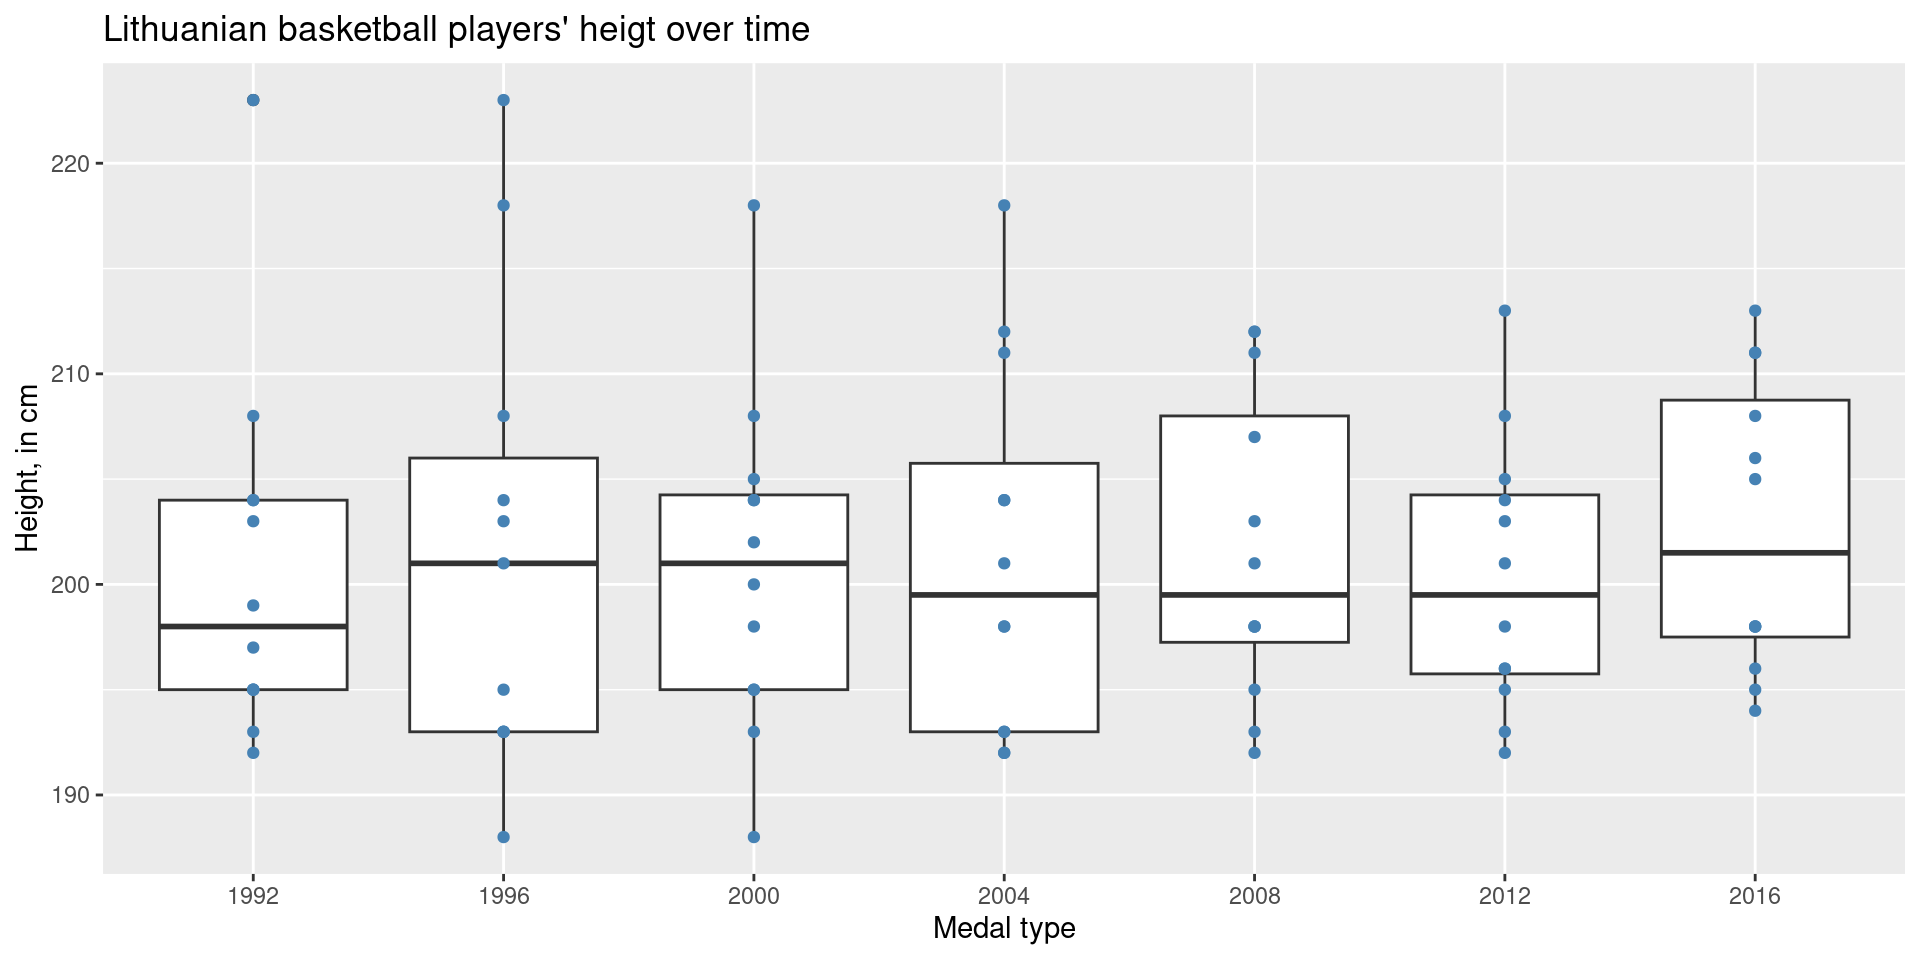 Lithuanian basketball players' heigt over time
Height, in cm
220
210
200
190
1992 1996 2000 2004 2008 2012 2016
Medal type